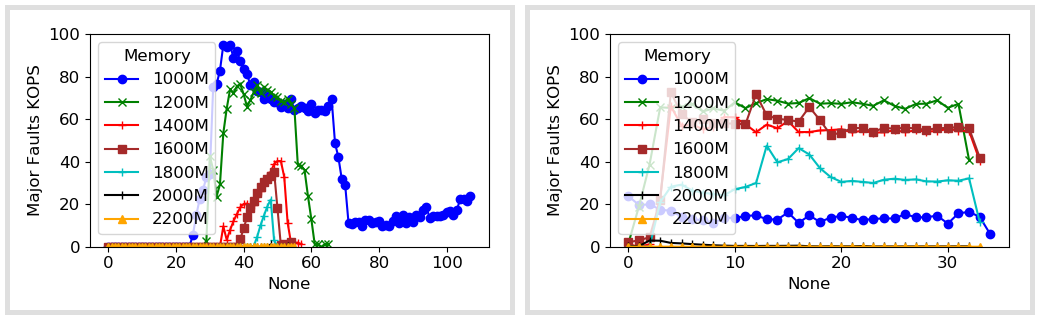 100
80
60
40
20
0
Major Faults KOPS
Memory
1000M
1200M
1400M
1600M
1800M
2000M
2200M
0 20 40 60 80 100
None
100
80
60
40
20
0
Major Faults KOPS
Memory
1000M
1200M
1400M
1600M
1800M
2000M
2200M
0 10 20 30
None